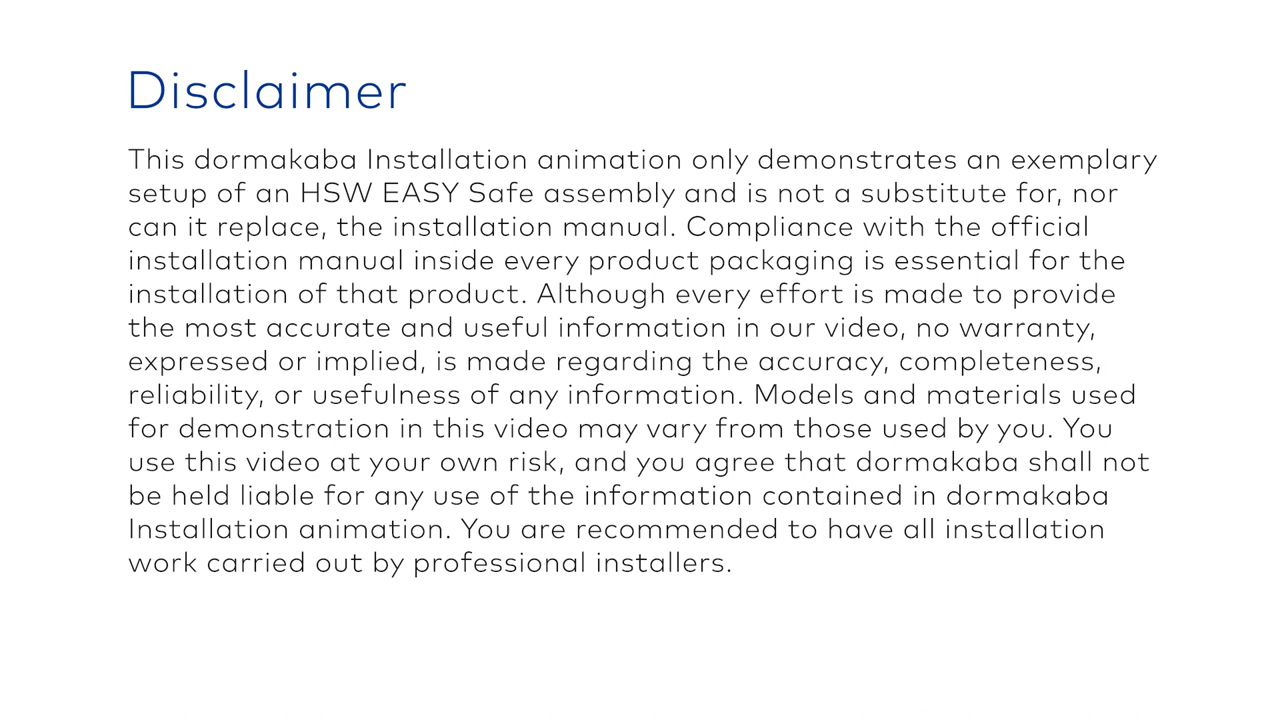 Disclaimer
This dormakaba Installation animation only demonstrates an exemplary
setup of an HSW EASY Safe assembly and is not a substitute for, nor
can it replace, the installation manual. Compliance with the official
installation manual inside every product packaging is essential for the
installation of that product. Although every effort is made to provide
the most accurate and useful information in our video, no warranty,
expressed or implied, is made regarding the accuracy, completeness,
reliability, or usefulness of any information. Models and materials used
for demonstration in this video may vary from those used by you. You
use this video at your own risk, and you agree that dormakaba shall not
be held liable for any use of the information contained in dormakaba
Installation animation. You are recommended to have all installation
work carried out by professional installers.